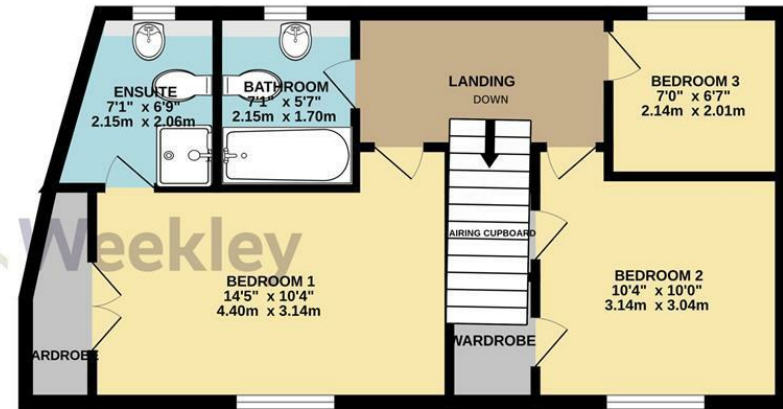 ENSUITE
7'1" x 6'9"
2.15m x 2.06m
BATHROOM
7'1" x 5'7"
2.15m x 1.70m
LANDING
DOWN
BEDROOM 3
7'0" x 6'7"
2.14m x 2.01m
AIRING CUPBOARD
Weekley
BEDROOM 1
14'5" x 10'4"
4.40m x 3.14m
BEDROOM 2
10'4" x 10'0"
3.14m x 3.04m
ARDROBE
WARDROBE